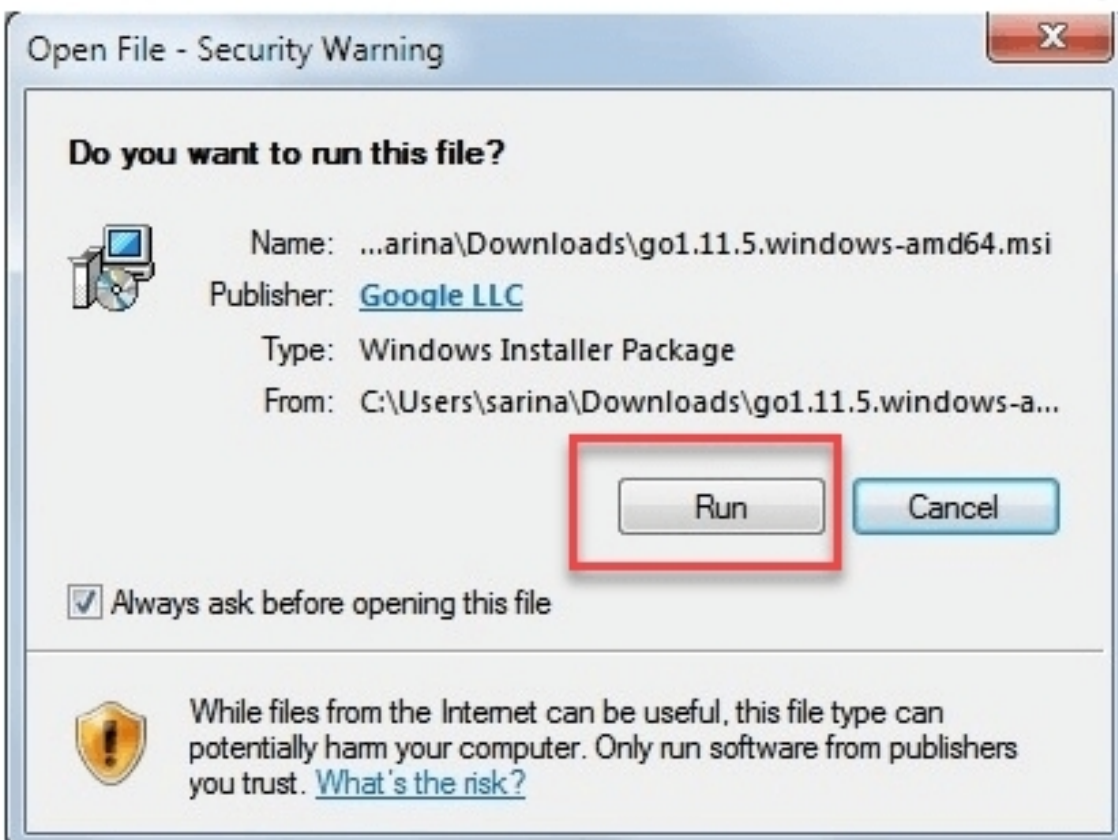 Open File - Security Warning
Do you want to run this file?
Name: ...arina\Downloads\go1.11.5.windows-amd64.msi
Publisher: Google LLC
Type: Windows Installer Package
From: C:\Users\sarina\Downloads\go1.11.5.windows-a...
Run Cancel
Always ask before opening this file
While files from the Internet can be useful, this file type can
potentially harm your computer. Only run software from publishers
you trust. What's the risk?